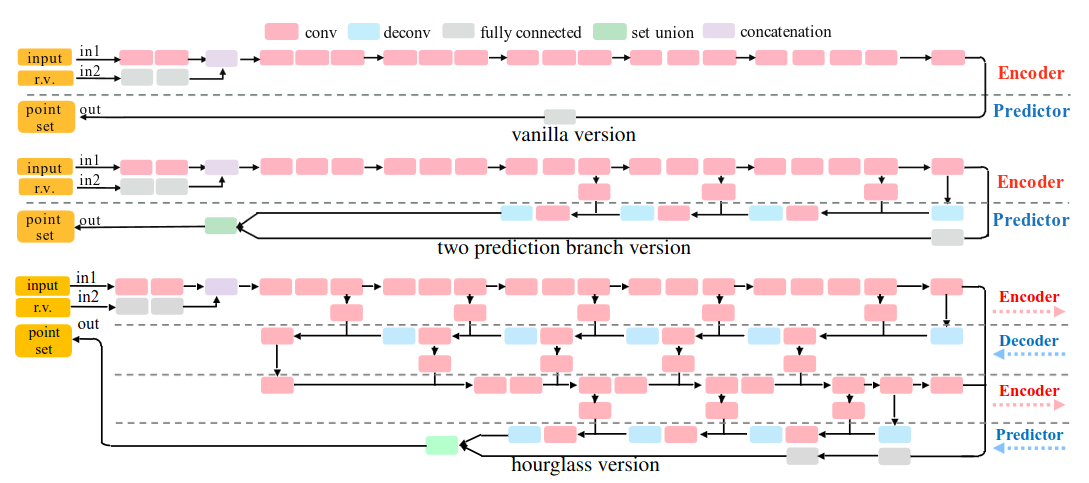 conv deconv fully connected set union concatenation
input in1
r.v. in2
Encoder
point set out
Predictor
vanilla version
input in1
r.v. in2
Encoder
point set out
Predictor
two prediction branch version
input in1
r.v. in2
Encoder
out
point set
Decoder
Encoder
Predictor
hourglass version